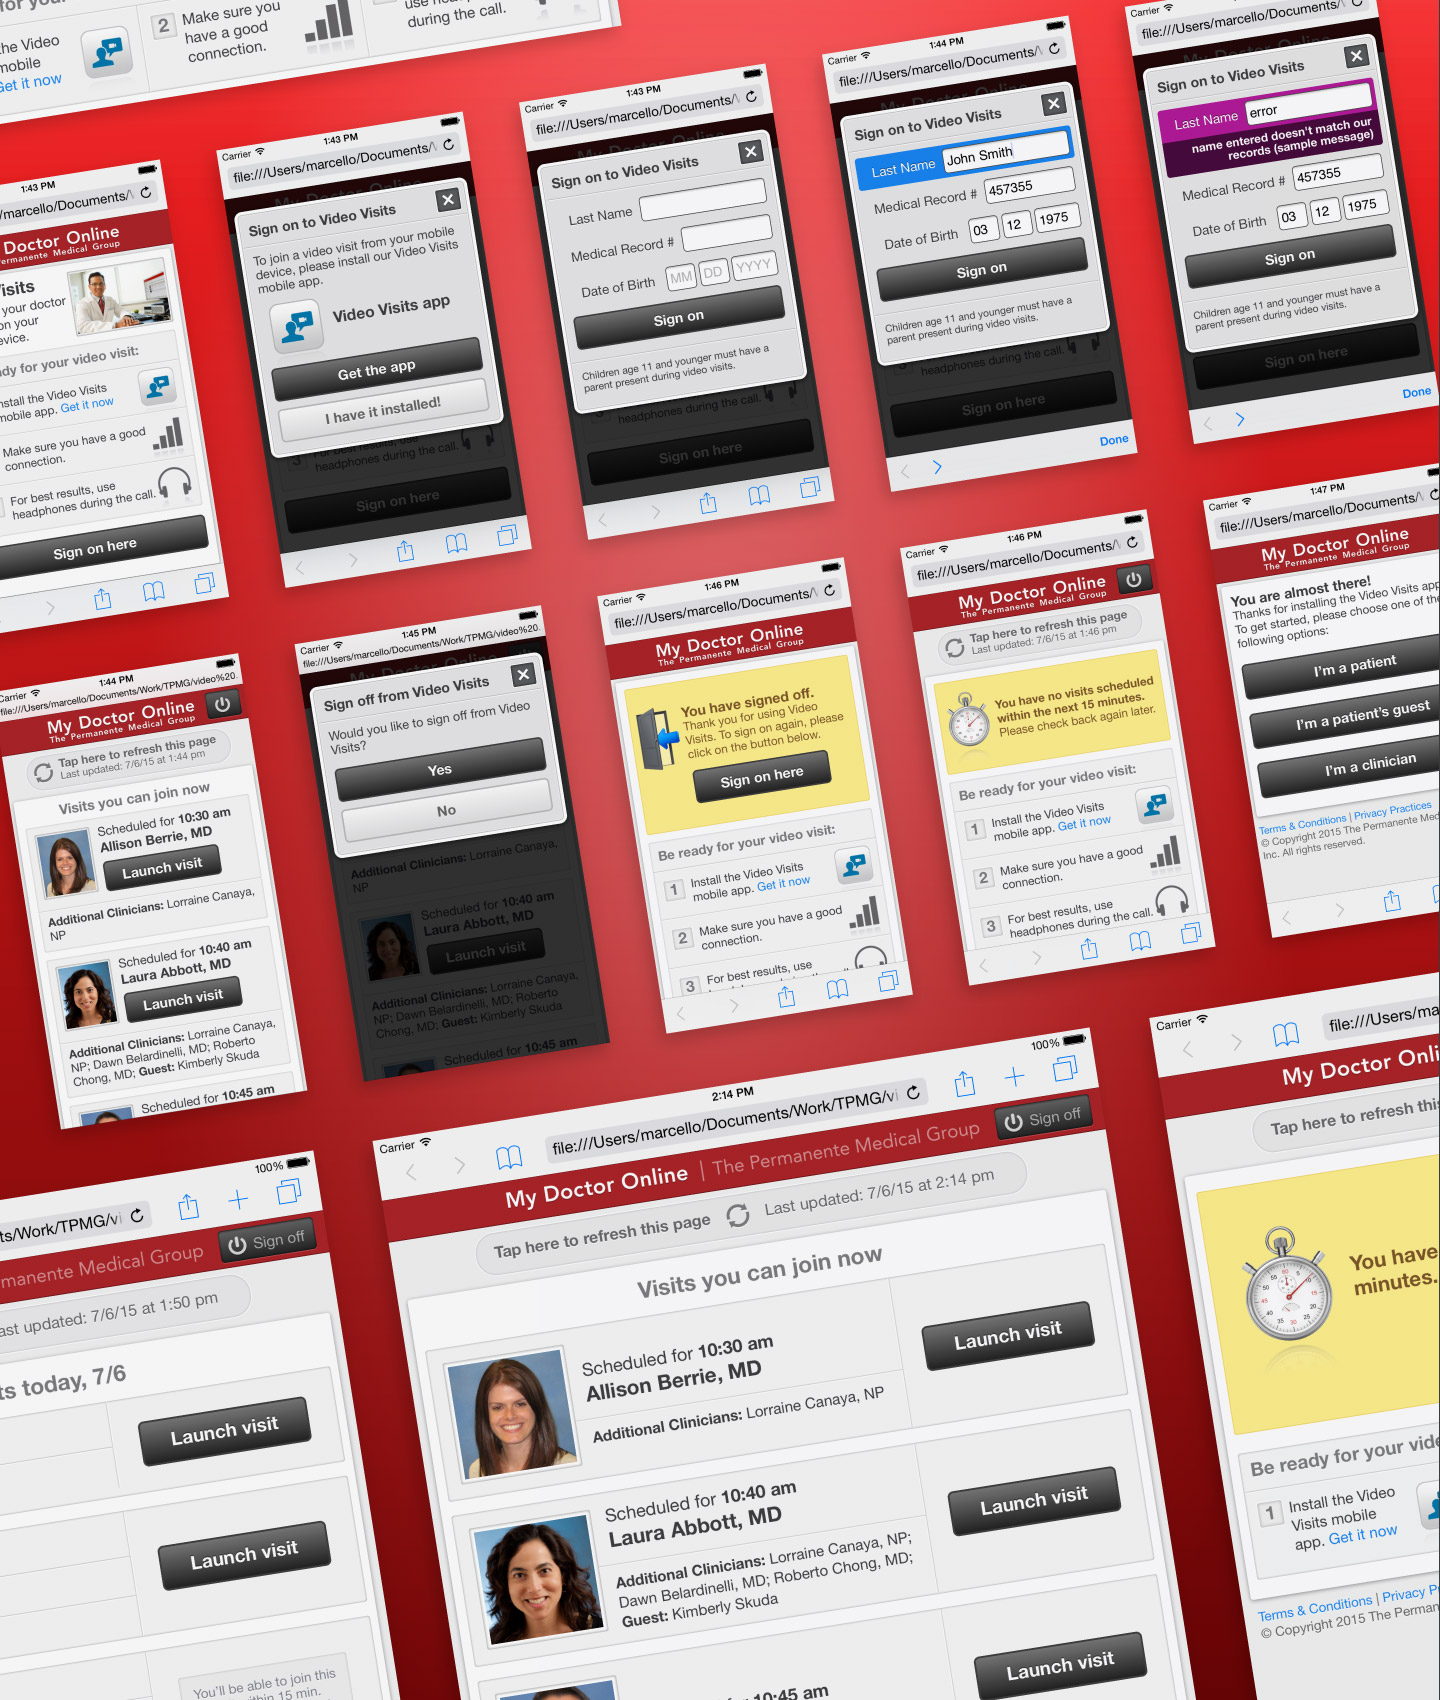 for your
the Video
mobile
Get it now
2
Make sure you
have a good
connection.
during the call.
1:43 PM
/marcello/Documents/
Doctor Online
Permanente Medical Group
your doctor
on your
for your video visit:
Install the Video Visits
mobile app. Get it now
Make sure you have a good
connection.
For best results, use
headphones during the call.
Sign on here
Carrier
1:43 PM
file:///Users/marcello/Documents/
Sign on to Video Visits
To join a video visit from your mobile
device, please install our Video Visits
mobile app.
Video Visits app
Get the app
I have it installed!
3
For best results, use
headphones during the call.
Sign on here
Carrier
1:43 PM
file:///Users/marcello/Documents/
Sign on to Video Visits
Last Name
Medical Record #
Date of Birth MM DD YYYY
Sign on
Children age 11 and younger must have a
parent present during video visits.
headphones during the call.
Sign on here
Carrier
1:44 PM
file:///Users/marcello/Documents/
Sign on to Video Visits
Last Name John Smith
Medical Record # 457355
Date of Birth 03 12 1975
Sign on
Children age 11 and younger must have a
parent present during video visits.
headphones during the call.
Sign on here
Done
file:///Users/marcello/Documents/
Sign on to Video Visits
Last Name error
name entered doesn't match our
records (sample message)
Medical Record # 457355
Date of Birth 03 12 1975
Sign on
Children age 11 and younger must have a
parent present during video visits.
Sign on here
Done
Carrier
1:44 PM
file:///Users/marcello/Documents/Work/TPMG/video%20.
My Doctor Online
The Permanente Medical Group
Tap here to refresh this page
Last updated: 7/6/15 at 1:44 pm
Visits you can join now
Scheduled for 10:30 am
Allison Berrie, MD
Launch visit
Additional Clinicians: Lorraine Canaya,
NP
Scheduled for 10:40 am
Laura Abbott, MD
Launch visit
Additional Clinicians: Lorraine Canaya,
NP; Dawn Belardinelli, MD; Roberto
Chong, MD; Guest: Kimberly Skuda
Scheduled for 10:45 am
Carrier
1:45 PM
file:///Users/marcello/Documents/Work/TPMG/video%20.
Sign off from Video Visits
Would you like to sign off from Video
Visits?
Yes
No
Additional Clinicians: Lorraine Canaya,
NP
Scheduled for 10:40 am
Laura Abbott, MD
Launch visit
Additional Clinicians: Lorraine Canaya,
NP; Dawn Belardinelli, MD; Roberto
Chong, MD; Guest: Kimberly Skuda
Scheduled for 10:45 am
Carrier
1:46 PM
file:///Users/marcello/Documents/
My Doctor Online
The Permanente Medical Group
You have signed off.
Thank you for using Video
Visits. To sign on again, please
click on the button below.
Sign on here
Be ready for your video visit:
1
Install the Video Visits
mobile app. Get it now
2
Make sure you have a good
connection.
3
For best results, use
Carrier
1:46 PM
file:///Users/marcello/Documents/
My Doctor Online
The Permanente Medical Group
Tap here to refresh this page
Last updated: 7/6/15 at 1:46 pm
You have no visits scheduled
within the next 15 minutes.
Please check back again later.
Be ready for your video visit:
1
Install the Video Visits
mobile app. Get it now
2
Make sure you have a good
connection.
3
For best results, use
headphones during the call.
Carrier
1:47 PM
file:///Users/marcello/Documents/
My Doctor Online
The Permanente Medical Group
You are almost there!
Thanks for installing the Video Visits app
To get started, please choose one of the
following options:
I'm a patient
I'm a patient's guest
I'm a clinician
Terms & Conditions | Privacy Practices
© Copyright 2015 The Permanente Med
Inc. All rights reserved.
100%
/Work/TPMG/vi
Medical Group
Sign off
last updated: 7/6/15 at 1:50 pm
today, 7/6
Launch visit
Launch visit
You'll be able to join this
within 15 min.
Carrier
2:14 PM
100%
file:///Users/marcello/Documents/Work/TPMG/vi
My Doctor Online | The Permanente Medical Group
Sign off
Tap here to refresh this page
Last updated: 7/6/15 at 2:14 pm
Visits you can join now
Scheduled for 10:30 am
Allison Berrie, MD
Additional Clinicians: Lorraine Canaya, NP
Launch visit
Scheduled for 10:40 am
Laura Abbott, MD
Additional Clinicians: Lorraine Canaya, NP;
Dawn Belardinelli, MD; Roberto Chong, MD;
Guest: Kimberly Skuda
Launch visit
10:45 am
Launch visit
Carrier
file:///Users/ma
My Doctor Onli
Tap here to refresh this
You have
minutes.
Be ready for your vide
1
Install the Video
Visits mobile
app. Get it now
Terms & Conditions | Privacy P
© Copyright 2015 The Perman